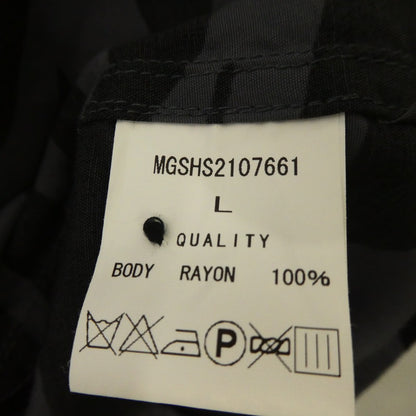 MGSHS2107661
L
QUALITY
BODY RAYON 100%
P